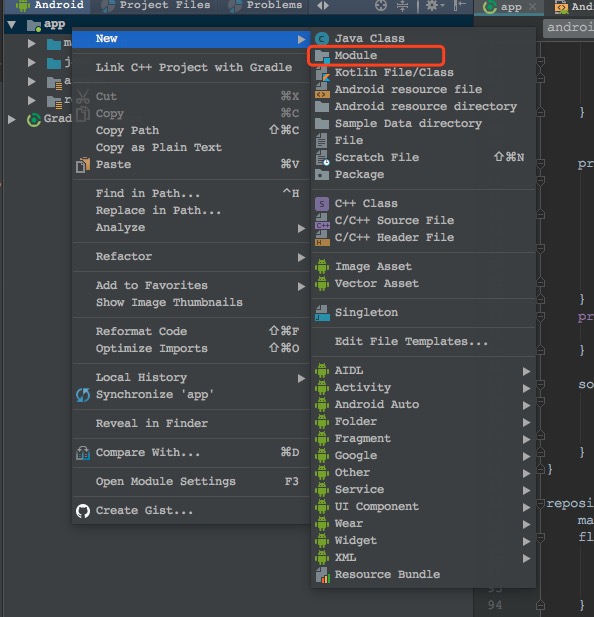 Android Project Files Problems
app
New
Link C++ Project with Gradle
Cut ⌘X
Copy ⌘C
Copy Path ⇧⌘C
Copy as Plain Text
Paste ⌘V
Find in Path... ^H
Replace in Path...
Analyze
Refactor
Add to Favorites
Show Image Thumbnails
Reformat Code ⇧⌘F
Optimize Imports ⇧⌘O
Local History
Synchronize 'app'
Reveal in Finder
Compare With... ⌘D
Open Module Settings F3
Create Gist...
m
j
a
r
Grad
Java Class
Module
Kotlin File/Class
Android resource file
Android resource directory
Sample Data directory
File
Scratch File ⇧⌘N
Package
C++ Class
C/C++ Source File
C/C++ Header File
Image Asset
Vector Asset
Singleton
Edit File Templates...
AIDL
Activity
Android Auto
Folder
Fragment
Google
Other
Service
UI Component
Wear
Widget
XML
Resource Bundle
app And
android
}
pr
}
pr
}
so
}
}
reposi
ma
fl
94 }